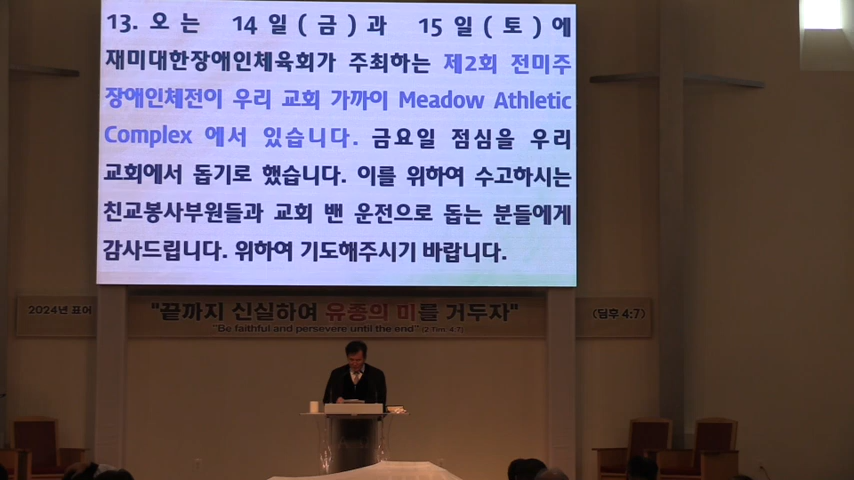 13. 오는 14일(금)과 15일(토)에
재미대한장애인체육회가 주최하는 제2회 전미주
장애인체전이 우리 교회 가까이 Meadow Athletic
Complex 에서 있습니다. 금요일 점심을 우리
교회에서 돕기로 했습니다. 이를 위하여 수고하시는
친교봉사부원들과 교회 밴 운전으로 돕는 분들에게
감사드립니다. 위하여 기도해주시기 바랍니다.
2024년 표어
"끝까지 신실하여 유종의 미를 거두자"
(딤후 4:7)
"Be faithful and persevere until the end" (2 Tim. 4:7)